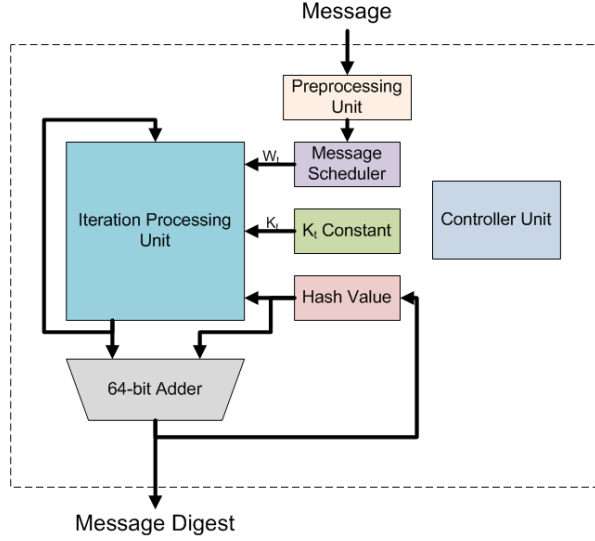 Message
Preprocessing
Unit
Message
Scheduler
Wₜ
Iteration Processing
Unit
Kₜ
Kₜ Constant
Controller Unit
Hash Value
64-bit Adder
Message Digest